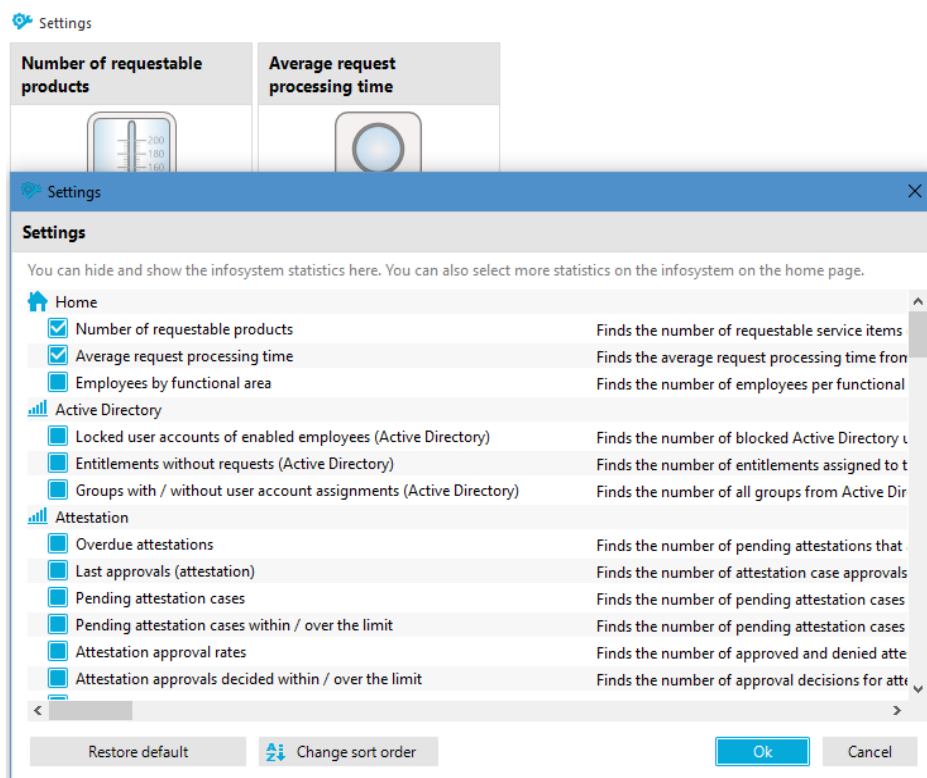 Settings
Number of requestable
products
Average request
processing time
200
180
160
Settings
Settings
You can hide and show the infosystem statistics here. You can also select more statistics on the infosystem on the home page.
Home
Number of requestable products Finds the number of requestable service items
Average request processing time Finds the average request processing time from
Employees by functional area Finds the number of employees per functional
Active Directory
Locked user accounts of enabled employees (Active Directory) Finds the number of blocked Active Directory u
Entitlements without requests (Active Directory) Finds the number of entitlements assigned to t
Groups with / without user account assignments (Active Directory) Finds the number of all groups from Active Dir
Attestation
Overdue attestations Finds the number of pending attestations that
Last approvals (attestation) Finds the number of attestation case approvals
Pending attestation cases Finds the number of pending attestation cases
Pending attestation cases within / over the limit Finds the number of pending attestation cases
Attestation approval rates Finds the number of approved and denied atte
Attestation approvals decided within / over the limit Finds the number of approval decisions for atte
Restore default Change sort order Ok Cancel